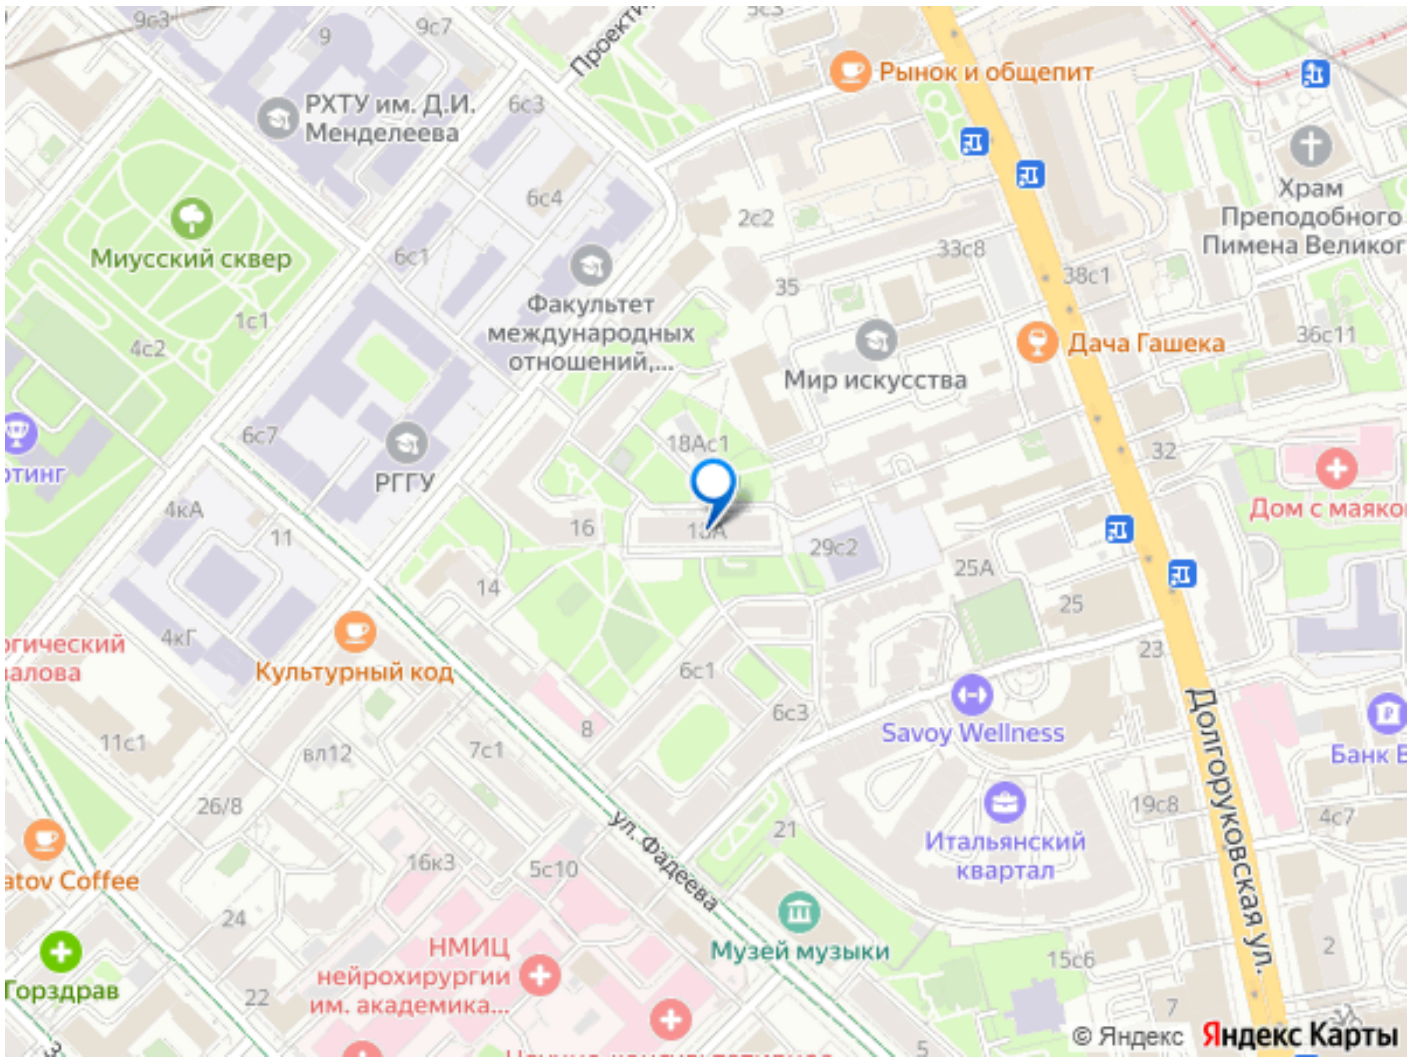 9с3
9
9с7
5с3
Рынок и общепит
РХТУ им. Д.И.
Менделеева
6с3
6с4
Храм
Преподобного
Пимена Великог
Миусский сквер
6с1
2с2
33с8
38с1
35
Факультет
международных
отношений,...
1с1
4с2
Дача Гашека
36с11
Мир искусства
6с7
18Ас1
32
ртинг
РГГУ
4кА
Дом с маяко
11
16
18А
29с2
25А
14
25
4кГ
23
огический
алова
Культурный код
6с1
Savoy Wellness
6с3
8
7с1
11с1
вл12
Банк В
Долгоруковская ул.
26/8
19с8
4с7
21
Итальянский
квартал
ул. Фадеева
16к3
5с10
atov Coffee
24
НМИЦ
нейрохирургии
им. академика...
Музей музыки
15с6
2
Горздрав
22
7
5
© Яндекс Яндекс Карты